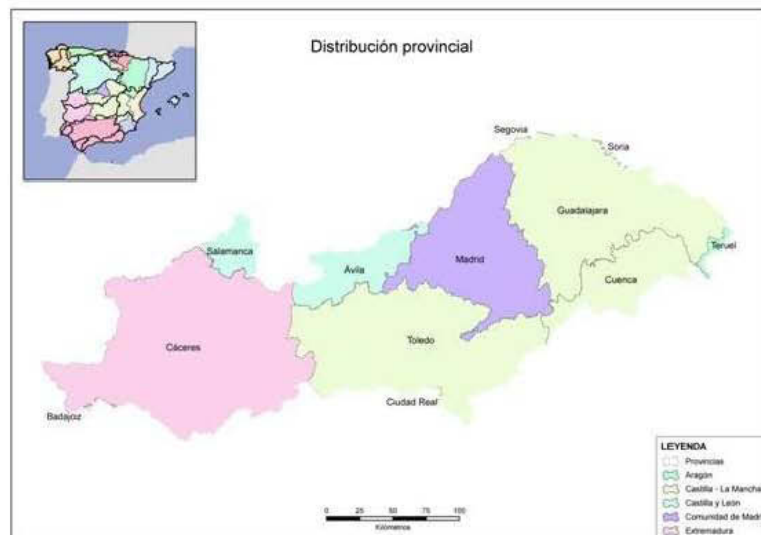 Distribución provincial
Segovia
Soria
Guadalajara
Salamanca
Ávila
Madrid
Teruel
Cuenca
Cáceres
Toledo
Ciudad Real
Badajoz
LEYENDA
Provincias
Aragón
Castilla - La Mancha
Castilla y León
Comunidad de Madri
Extremadura
0 25 50 75 100
Kilómetros